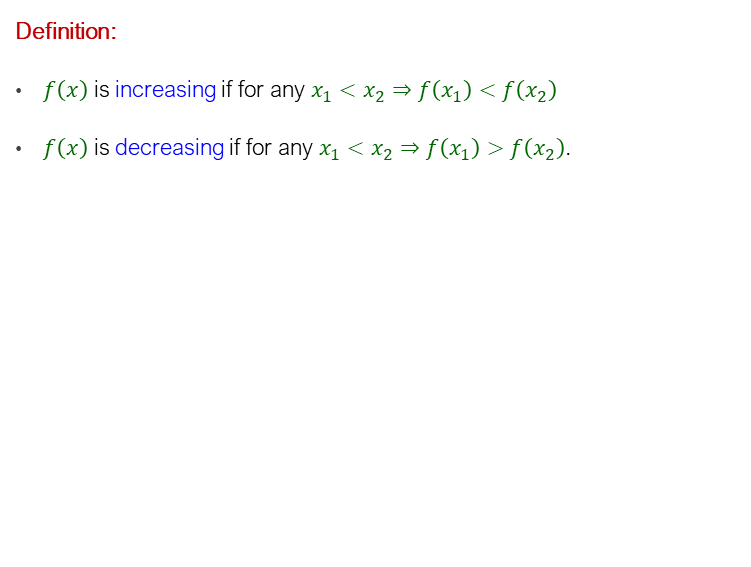 Definition:
• f(x) is increasing if for any x₁ < x₂ ⇒ f(x₁) < f(x₂)
• f(x) is decreasing if for any x₁ < x₂ ⇒ f(x₁) > f(x₂).